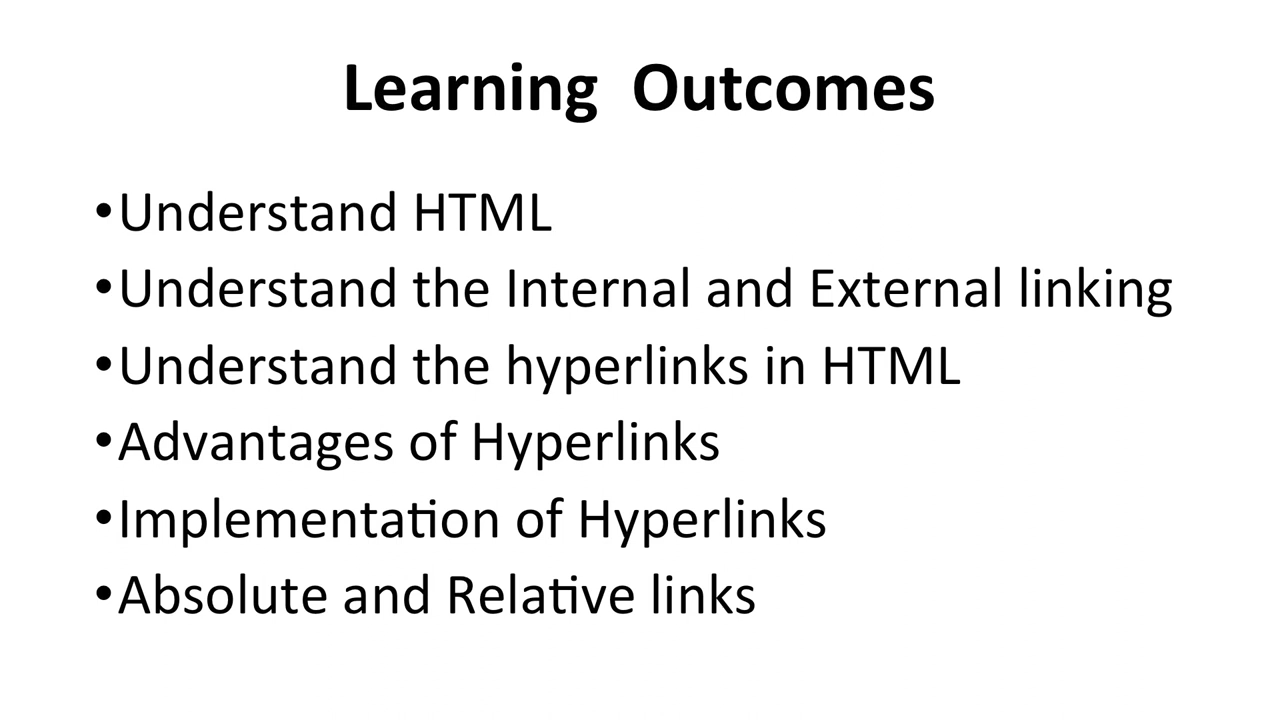 Learning Outcomes
•Understand HTML
•Understand the Internal and External linking
•Understand the hyperlinks in HTML
•Advantages of Hyperlinks
•Implementation of Hyperlinks
•Absolute and Relative links